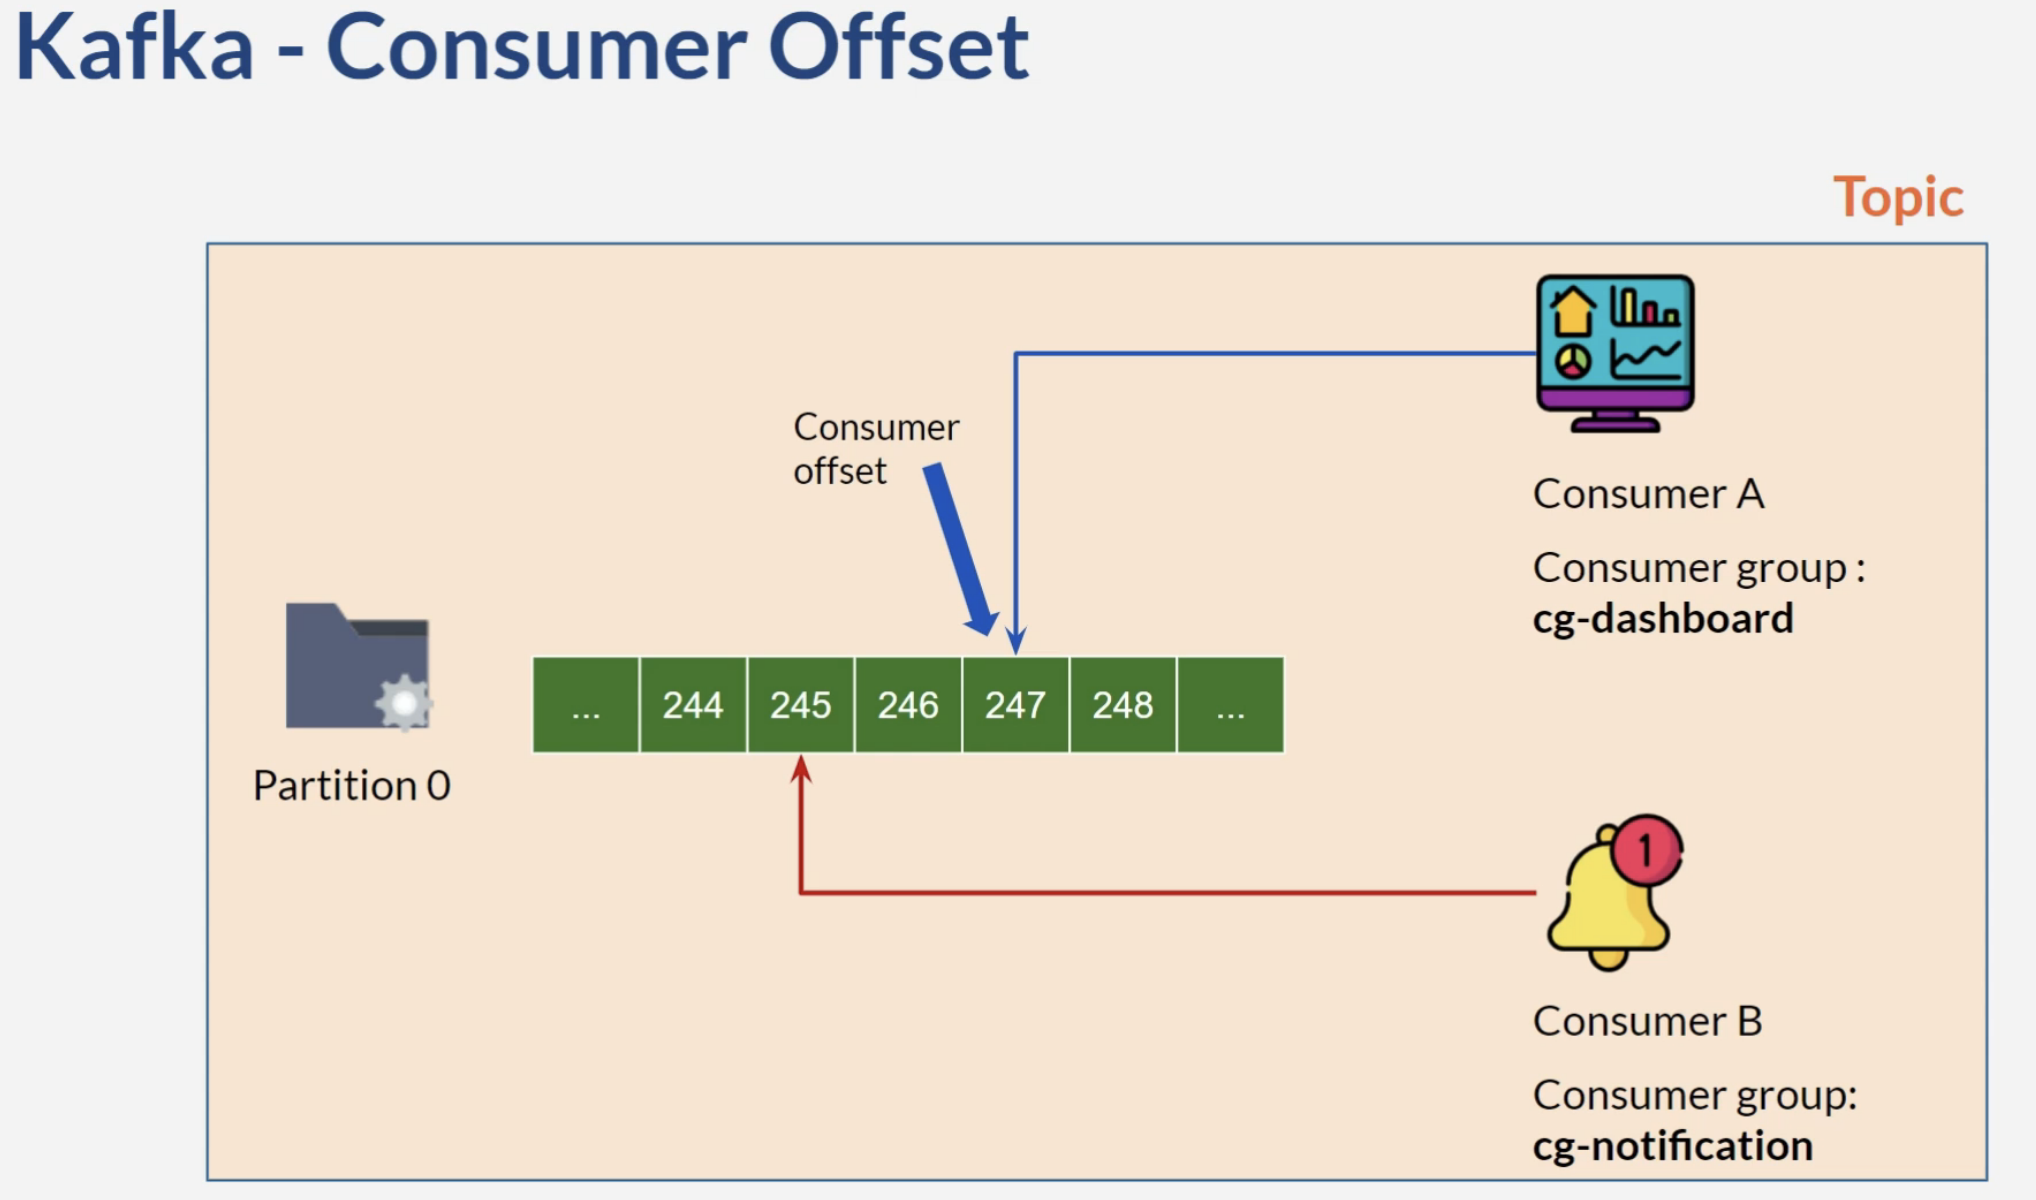 Kafka - Consumer Offset
Topic
Consumer
offset
Consumer A
Consumer group :
cg-dashboard
... 244 245 246 247 248 ...
Partition 0
1
Consumer B
Consumer group:
cg-notification